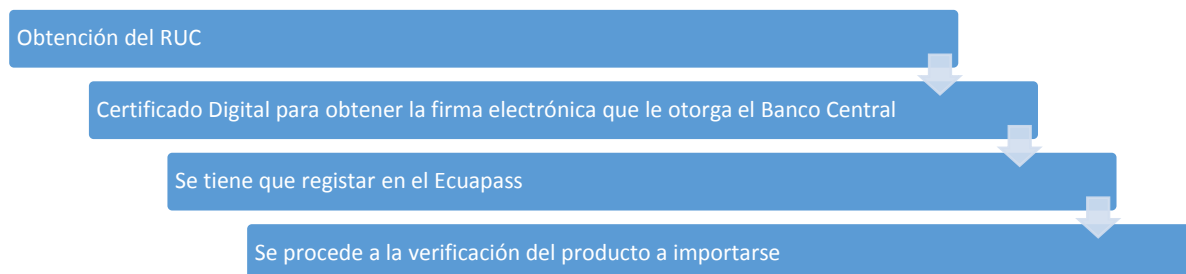 Obtención del RUC
Certificado Digital para obtener la firma electrónica que le otorga el Banco Central
Se tiene que registar en el Ecuapass
Se procede a la verificación del producto a importarse